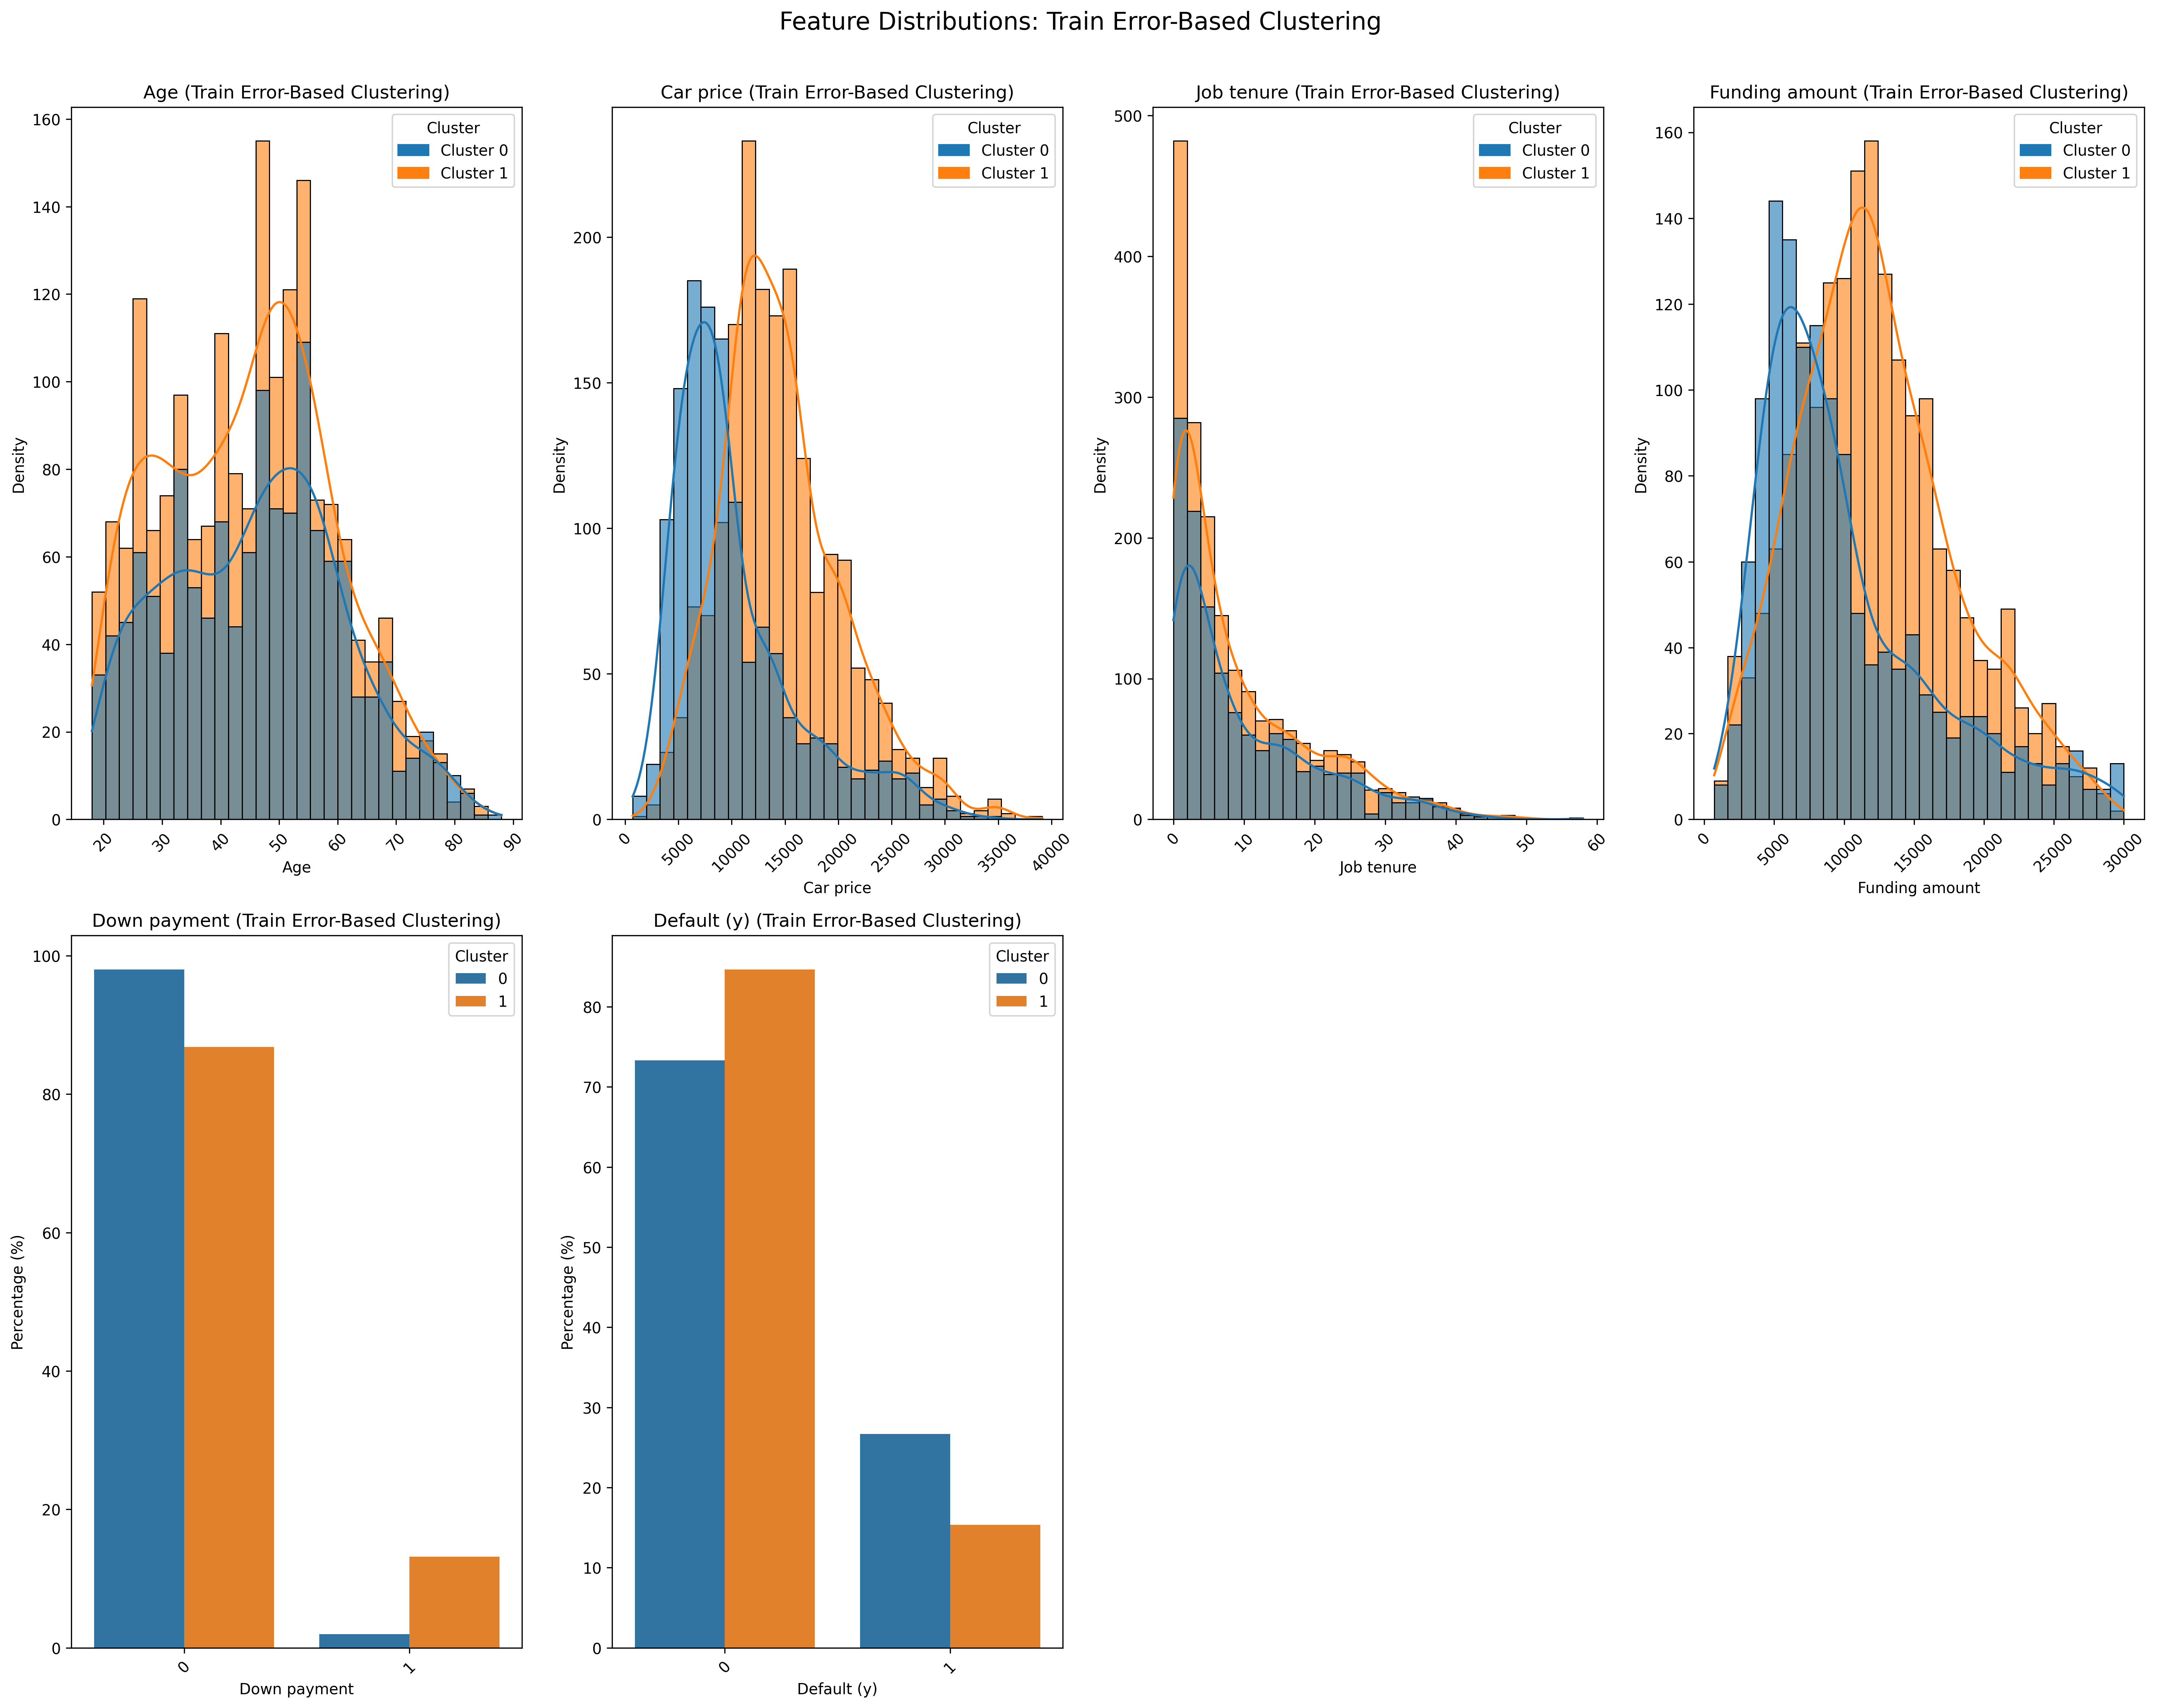 Feature Distributions: Train Error-Based Clustering
Age (Train Error-Based Clustering)
Density
160
140
120
100
80
60
40
20
0
20
30
40
50
60
70
80
90
Age
Cluster
Cluster 0
Cluster 1
Car price (Train Error-Based Clustering)
Density
200
150
100
50
0
0
5000
10000
15000
20000
25000
30000
35000
40000
Car price
Cluster
Cluster 0
Cluster 1
Job tenure (Train Error-Based Clustering)
Density
500
400
300
200
100
0
0
10
20
30
40
50
60
Job tenure
Cluster
Cluster 0
Cluster 1
Funding amount (Train Error-Based Clustering)
Density
160
140
120
100
80
60
40
20
0
0
5000
10000
15000
20000
25000
30000
Funding amount
Cluster
Cluster 0
Cluster 1
Down payment (Train Error-Based Clustering)
Percentage (%)
100
80
60
40
20
0
0
1
Down payment
Cluster
0
1
Default (y) (Train Error-Based Clustering)
Percentage (%)
80
70
60
50
40
30
20
10
0
0
1
Default (y)
Cluster
0
1